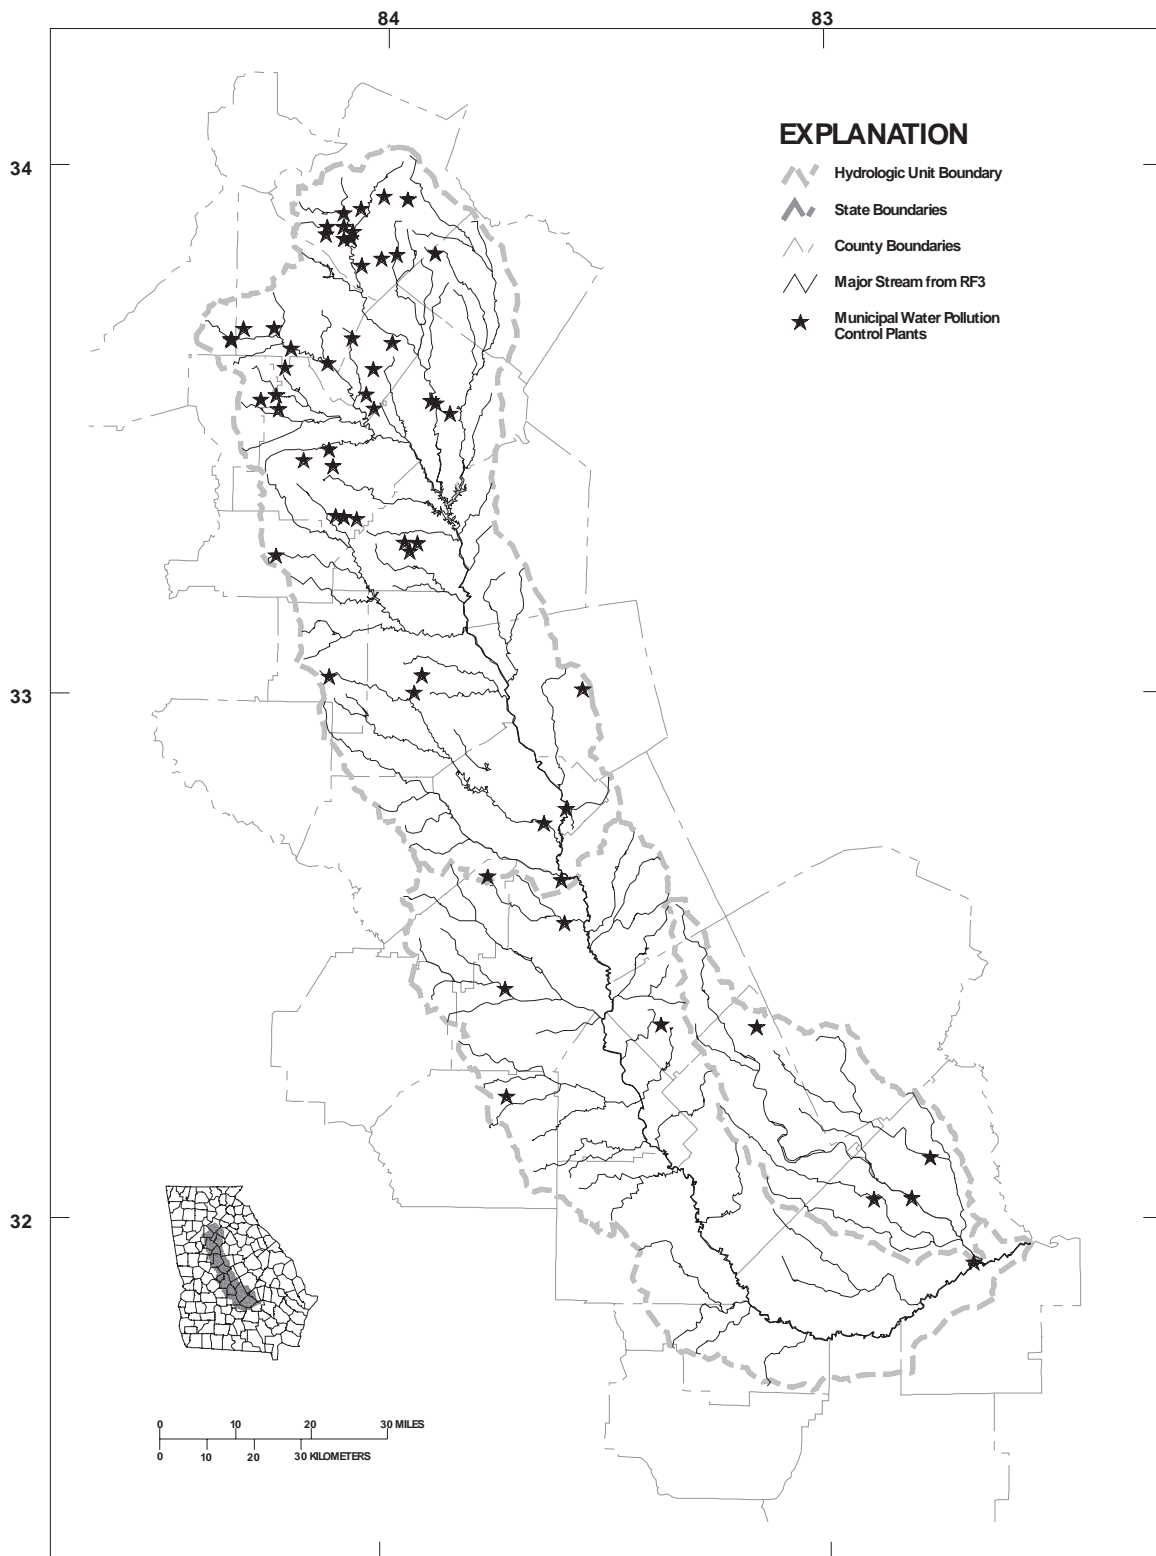 84
83
34
33
32
EXPLANATION
Hydrologic Unit Boundary
State Boundaries
County Boundaries
Major Stream from RF3
Municipal Water Pollution
Control Plants
0 10 20 30 MILES
0 10 20 30 KILOMETERS